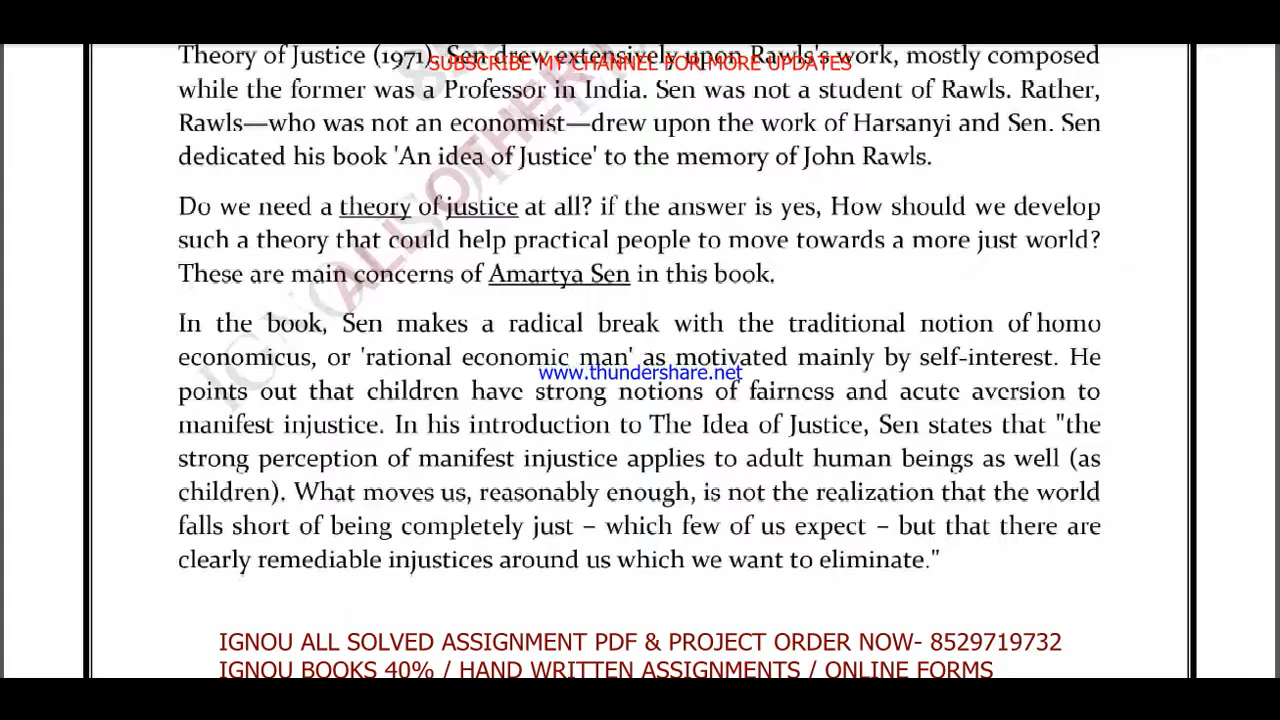 Theory of Justice (1971). Sen drew extensively upon Rawls's work, mostly composed
SUBSCRIBE MY CHANNEL FOR MORE UPDATES
while the former was a Professor in India. Sen was not a student of Rawls. Rather,
Rawls—who was not an economist—drew upon the work of Harsanyi and Sen. Sen
dedicated his book 'An idea of Justice' to the memory of John Rawls.
Do we need a theory of justice at all? if the answer is yes, How should we develop
such a theory that could help practical people to move towards a more just world?
These are main concerns of Amartya Sen in this book.
In the book, Sen makes a radical break with the traditional notion of homo
economicus, or 'rational economic man' as motivated mainly by self-interest. He
www.thundershare.net
points out that children have strong notions of fairness and acute aversion to
manifest injustice. In his introduction to The Idea of Justice, Sen states that "the
strong perception of manifest injustice applies to adult human beings as well (as
children). What moves us, reasonably enough, is not the realization that the world
falls short of being completely just – which few of us expect – but that there are
clearly remediable injustices around us which we want to eliminate."
IGNOU ALL SOLVED ASSIGNMENT PDF & PROJECT ORDER NOW- 8529719732
IGNOU BOOKS 40% / HAND WRITTEN ASSIGNMENTS / ONLINE FORMS